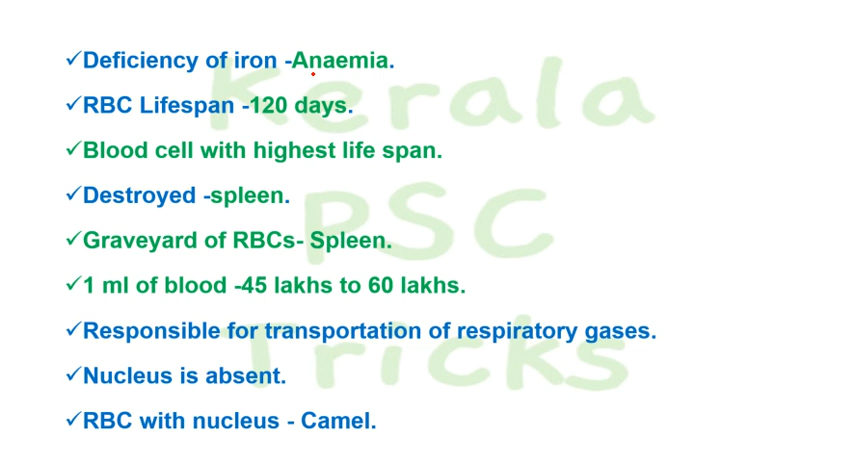 ✓Deficiency of iron -Anaemia.
✓RBC Lifespan -120 days.
✓Blood cell with highest life span.
✓Destroyed -spleen.
✓Graveyard of RBCs- Spleen.
✓1 ml of blood -45 lakhs to 60 lakhs.
✓Responsible for transportation of respiratory gases.
✓Nucleus is absent.
✓RBC with nucleus - Camel.
Kerala
PSC
Tricks